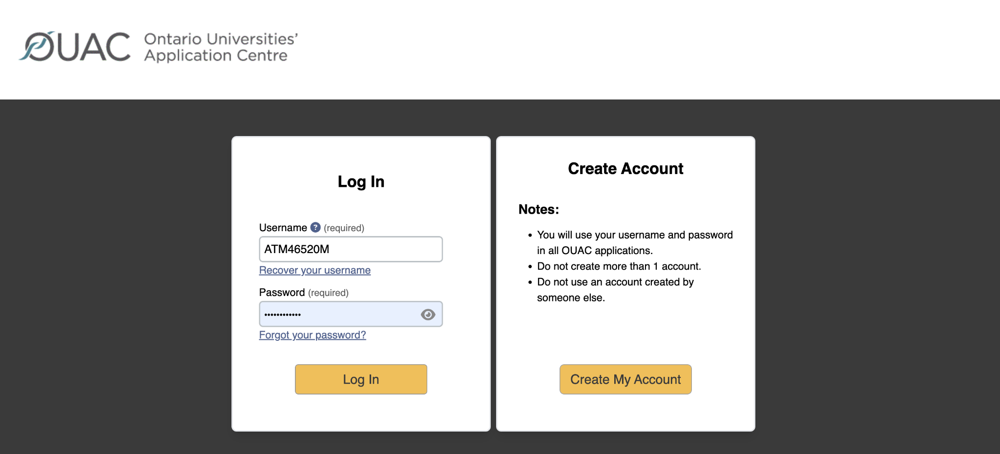 OUAC Ontario Universities'
Application Centre
Log In
Username ? (required)
ATM46520M
Recover your username
Password (required)
••••••••••••
Forgot your password?
Log In
Create Account
Notes:
• You will use your username and password
in all OUAC applications.
• Do not create more than 1 account.
• Do not use an account created by
someone else.
Create My Account